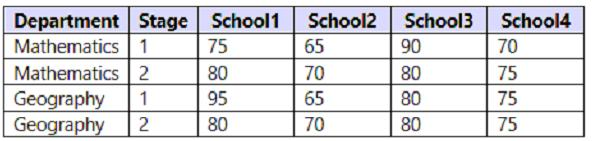 Department Stage School1 School2 School3 School4
Mathematics 1 75 65 90 70
Mathematics 2 80 70 80 75
Geography 1 95 65 80 75
Geography 2 80 70 80 75